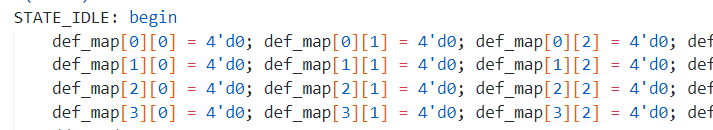 STATE_IDLE: begin
def_map[0][0] = 4'd0; def_map[0][1] = 4'd0; def_map[0][2] = 4'd0; def
def_map[1][0] = 4'd0; def_map[1][1] = 4'd0; def_map[1][2] = 4'd0; def
def_map[2][0] = 4'd0; def_map[2][1] = 4'd0; def_map[2][2] = 4'd0; def
def_map[3][0] = 4'd0; def_map[3][1] = 4'd0; def_map[3][2] = 4'd0; def